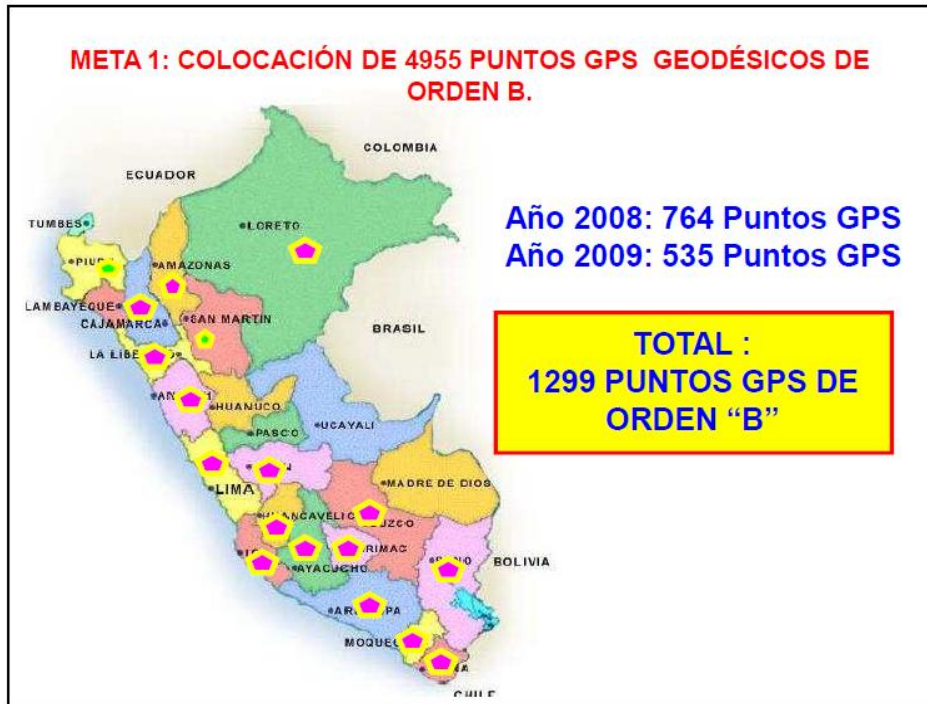 META 1: COLOCACIÓN DE 4955 PUNTOS GPS GEODÉSICOS DE
ORDEN B.
COLOMBIA
ECUADOR
TUMBES
LORETO
Año 2008: 764 Puntos GPS
Año 2009: 535 Puntos GPS
AMAZONAS
LAMBAYEQUE
SAN MARTIN
CAJAMARCA
BRASIL
TOTAL :
1299 PUNTOS GPS DE
ORDEN “B”
HUANUCO
UCAYALI
PASCO
MADRE DE DIOS
LIMA
BOLIVIA
AYACUCHO
CHILE